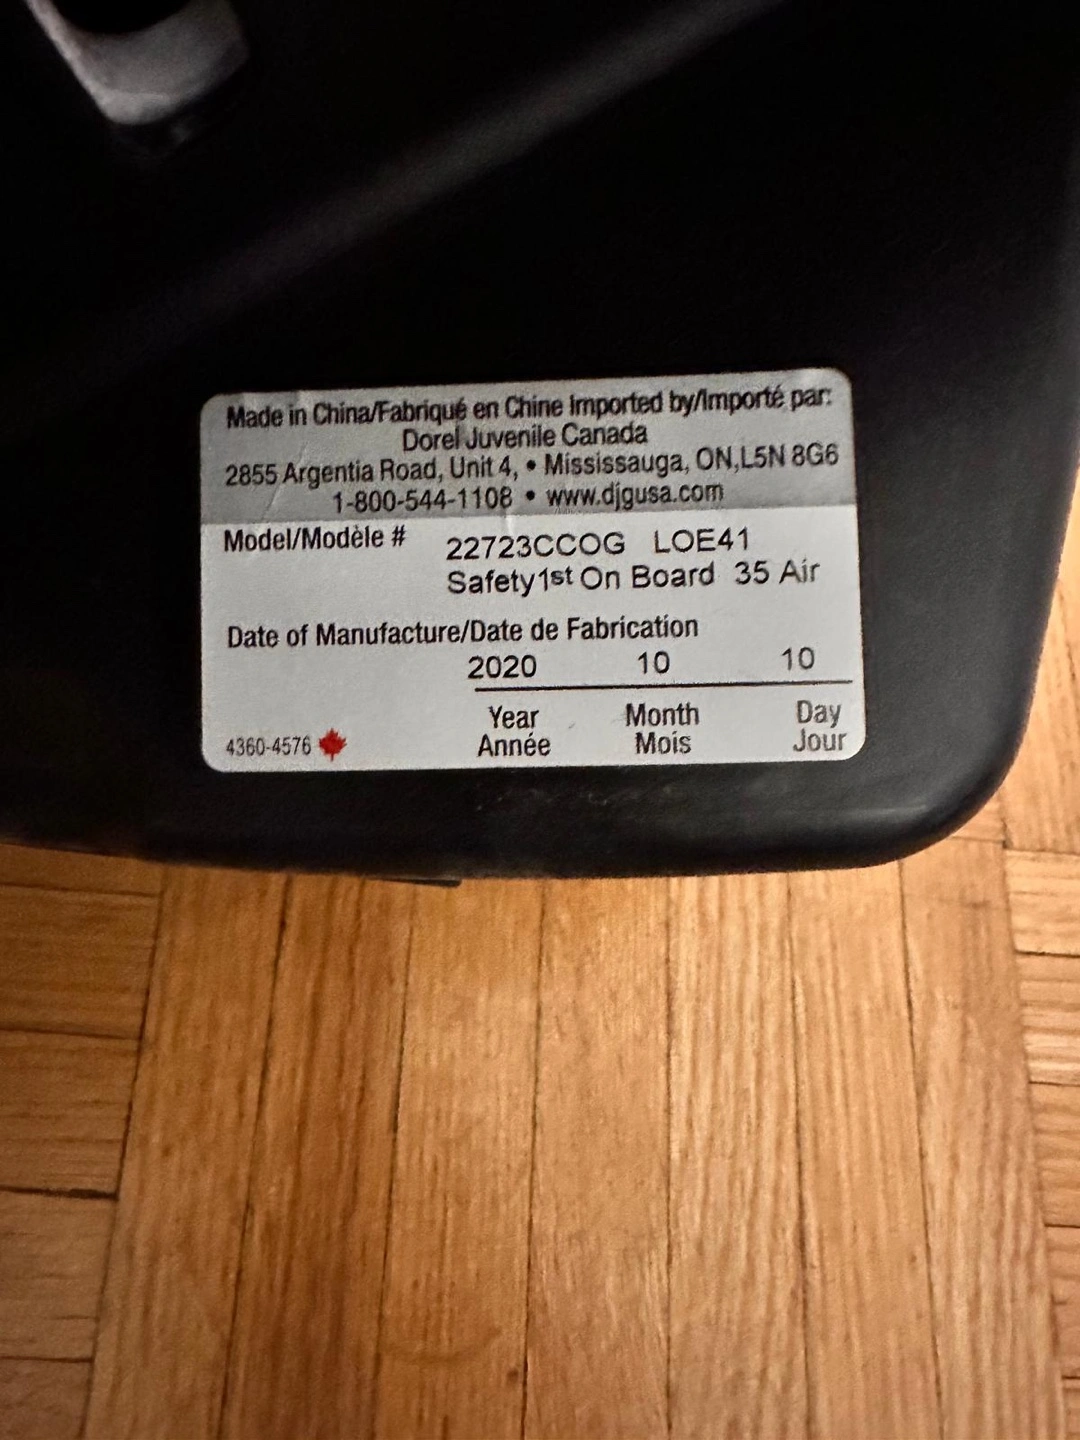 Made in China/Fabriqué en Chine Imported by/Importé par:
Dorel Juvenile Canada
2855 Argentia Road, Unit 4, • Mississauga, ON,L5N 8G6
1-800-544-1108 • www.djgusa.com
Model/Modèle # 22723CCOG LOE41
Safety1st On Board 35 Air
Date of Manufacture/Date de Fabrication
2020 10 10
Year Month Day
4360-4576 Année Mois Jour